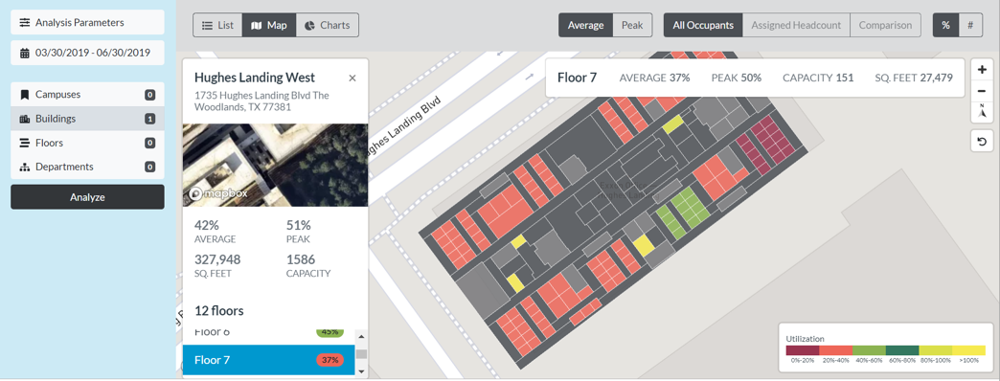 Analysis Parameters
03/30/2019 - 06/30/2019
Campuses 0
Buildings 1
Floors 0
Departments 0
Analyze
List Map Charts
Average Peak
All Occupants Assigned Headcount Comparison
% #
Hughes Landing West ×
1735 Hughes Landing Blvd The
Woodlands, TX 77381
mapbox
42% 51%
AVERAGE PEAK
327,948 1586
SQ. FEET CAPACITY
12 floors
Floor 6 45%
Floor 7 37%
ughes Landing Blvd
Floor 7 AVERAGE 37% PEAK 50% CAPACITY 151 SQ. FEET 27,479
+
−
N
Utilization
0%-20% 20%-40% 40%-60% 60%-80% 80%-100% >100%